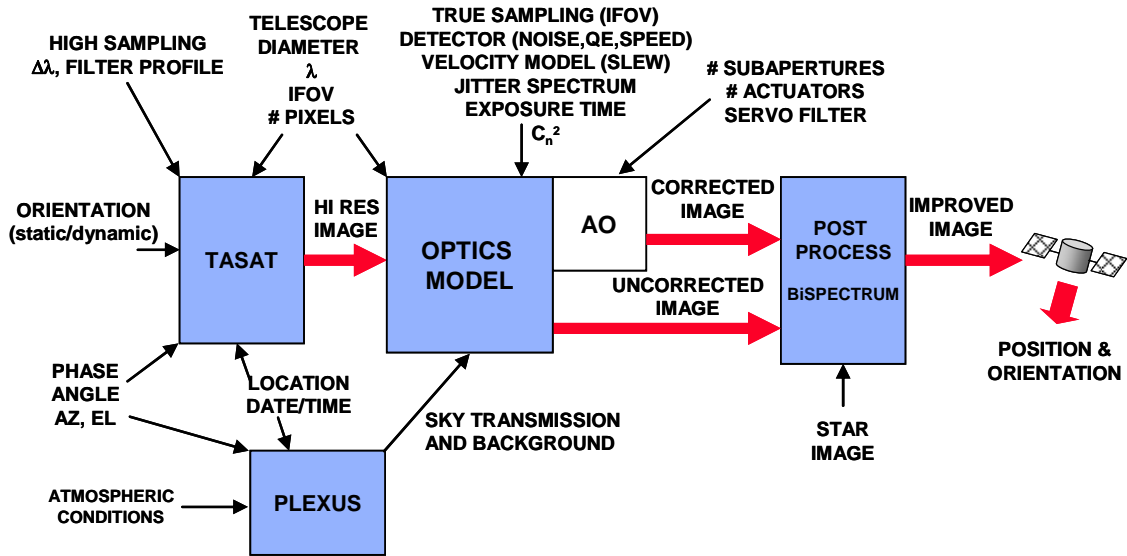 HIGH SAMPLING
Δλ, FILTER PROFILE
TELESCOPE
DIAMETER
λ
IFOV
# PIXELS
TRUE SAMPLING (IFOV)
DETECTOR (NOISE,QE,SPEED)
VELOCITY MODEL (SLEW)
JITTER SPECTRUM
EXPOSURE TIME
Cn²
# SUBAPERTURES
# ACTUATORS
SERVO FILTER
ORIENTATION
(static/dynamic)
TASAT
HI RES
IMAGE
OPTICS
MODEL
AO
CORRECTED
IMAGE
UNCORRECTED
IMAGE
POST
PROCESS
BiSPECTRUM
IMPROVED
IMAGE
POSITION &
ORIENTATION
PHASE
ANGLE
AZ, EL
LOCATION
DATE/TIME
SKY TRANSMISSION
AND BACKGROUND
STAR
IMAGE
ATMOSPHERIC
CONDITIONS
PLEXUS